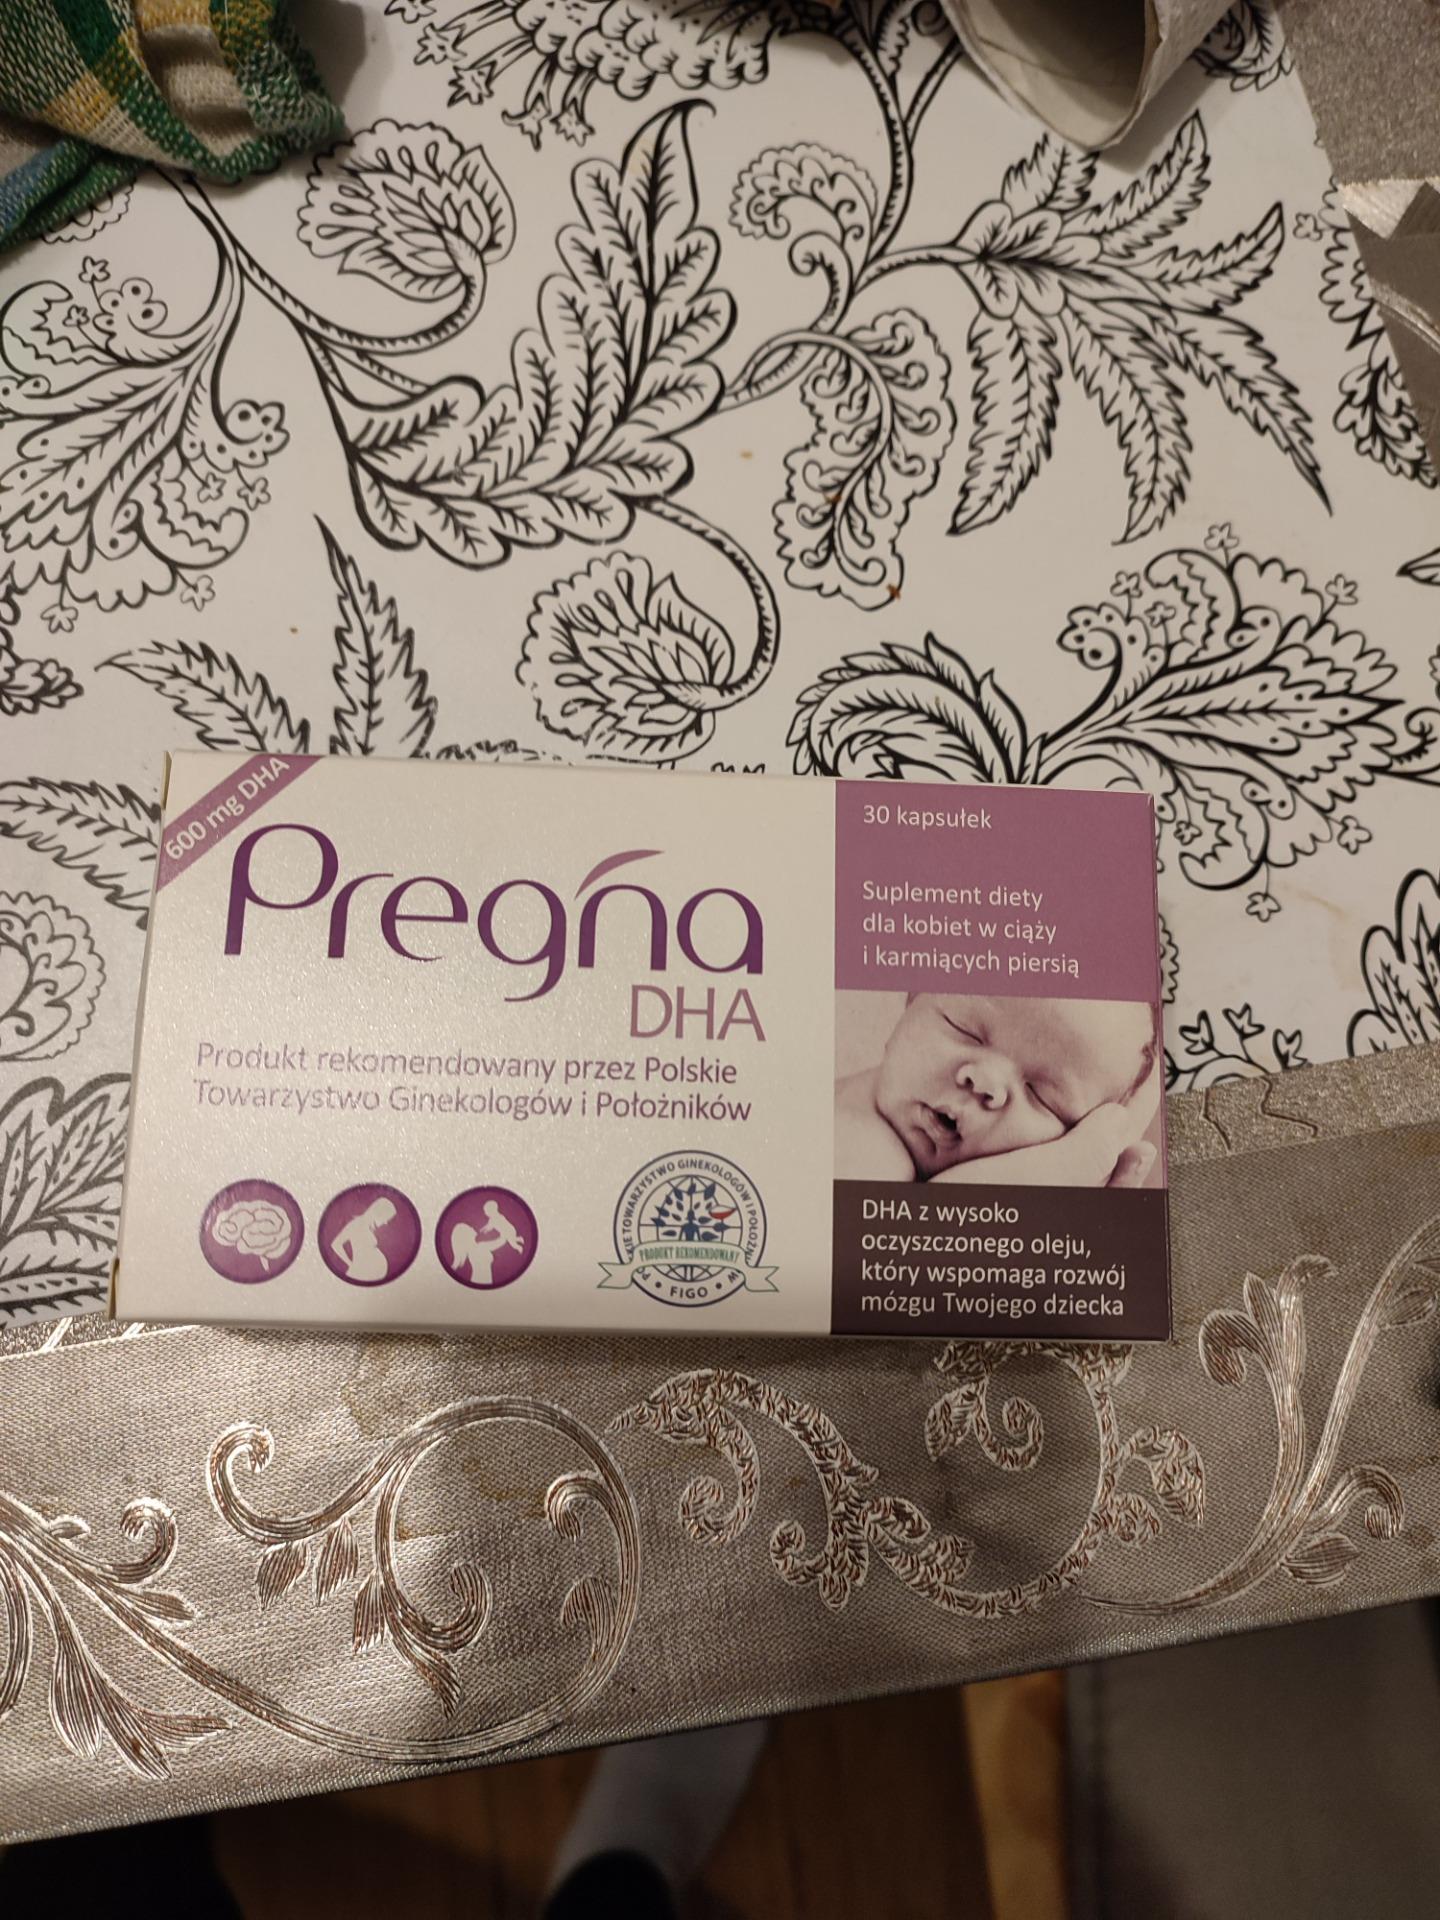 600 mg DHA
Pregna
DHA
Produkt rekomendowany przez Polskie
Towarzystwo Ginekologów i Położników
PRODUKT REKOMENDOWANY
FIGO
30 kapsułek
Suplement diety
dla kobiet w ciąży
i karmiących piersią
DHA z wysoko
oczyszczonego oleju,
który wspomaga rozwój
mózgu Twojego dziecka